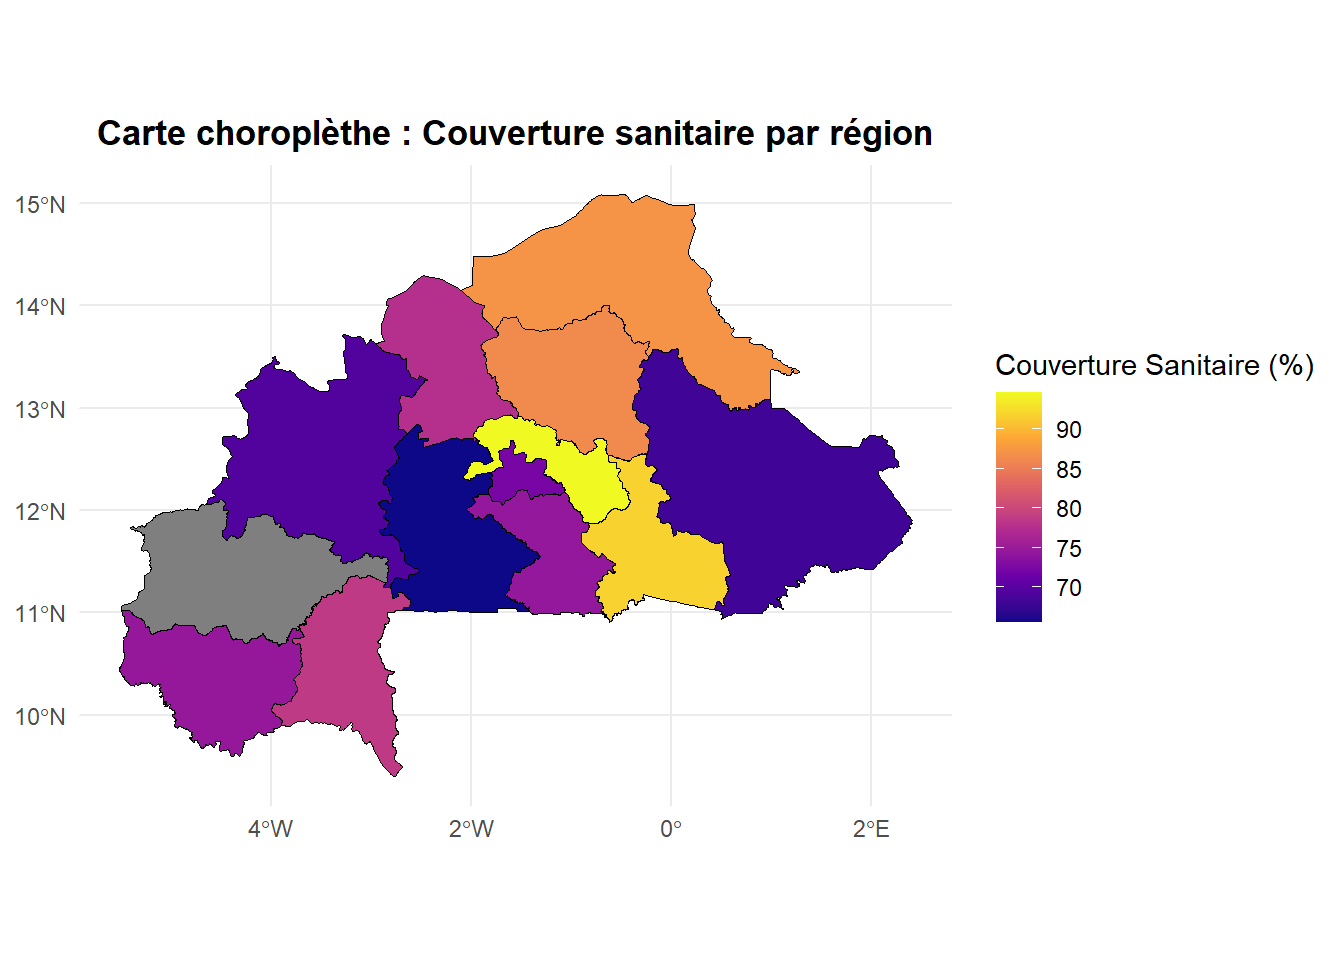 Carte choroplèthe : Couverture sanitaire par région
15°N
14°N
13°N
12°N
11°N
10°N
4°W
2°W
0°
2°E
Couverture Sanitaire (%)
90
85
80
75
70